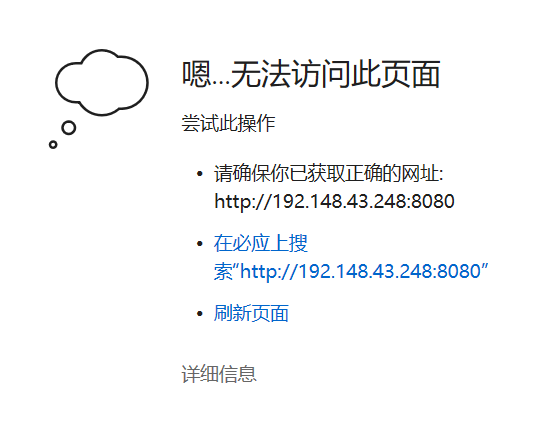 嗯...无法访问此页面
尝试此操作
• 请确保你已获取正确的网址:
http://192.148.43.248:8080
• 在必应上搜
索“http://192.148.43.248:8080”
• 刷新页面
详细信息